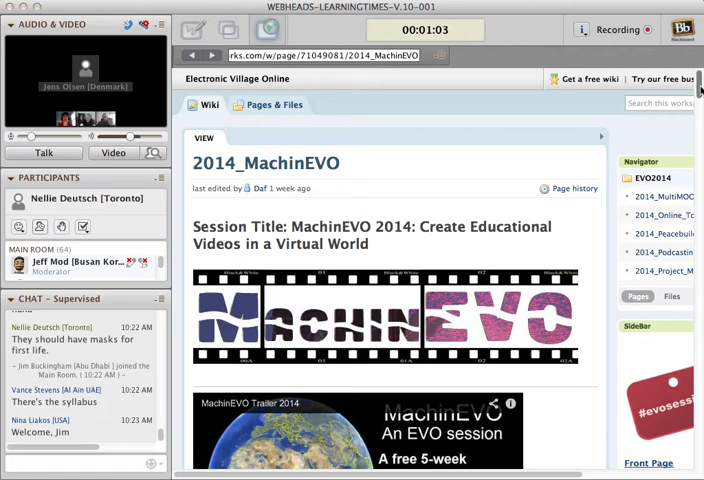 WEBHEADS-LEARNINGTIMES-V.10-001
AUDIO & VIDEO
Jens Olsen [Denmark]
Talk
Video
PARTICIPANTS
Nellie Deutsch [Toronto]
MAIN ROOM (64)
Jeff Mod [Busan Kor...
Moderator
CHAT - Supervised
Nellie Deutsch [Toronto] 10:22 AM
They should have masks for
first life.
– Jim Buckingham [Abu Dhabi ] joined the
Main Room. ( 10:22 AM ) –
Vance Stevens [Al Ain UAE] 10:22 AM
There's the syllabus
Nina Liakos [USA] 10:23 AM
Welcome, Jim
00:01:03
Recording
Bb
rks.com/w/page/71049081/2014_MachinEVO
Electronic Village Online
Get a free wiki | Try our free bus
Wiki
Pages & Files
Search this works
VIEW
2014_MachinEVO
last edited by Daf 1 week ago
Page history
Session Title: MachinEVO 2014: Create Educational
Videos in a Virtual World
MACHINEVO
MachinEVO Trailer 2014
MachinEVO
An EVO session
A free 5-week
Navigator
EVO2014
2014_MultiMOO
2014_Online_To
2014_Peacebuild
2014_Podcasting
2014_Project_M
Pages
Files
SideBar
#evosessi
Front Page